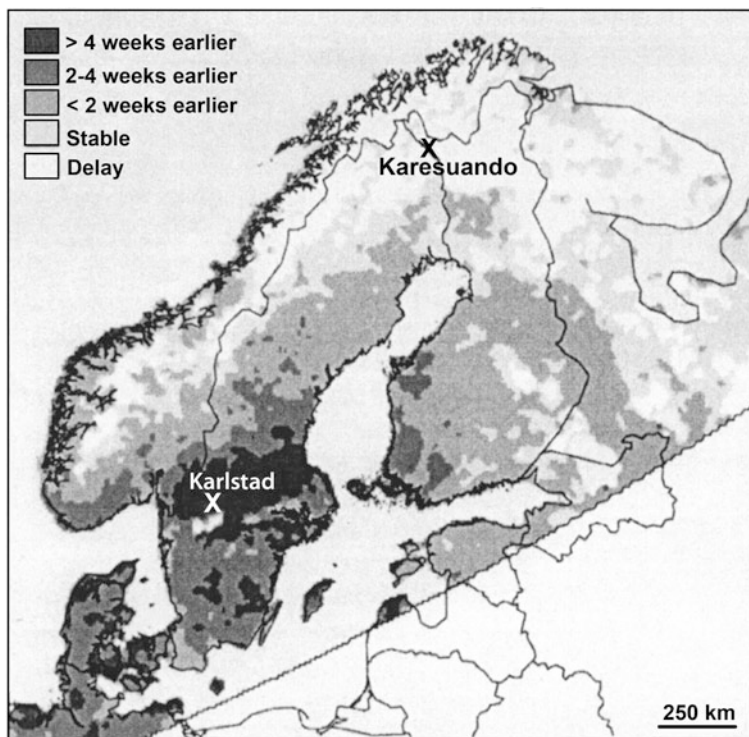 > 4 weeks earlier
2-4 weeks earlier
< 2 weeks earlier
Stable
Delay
X
Karesuando
Karlstad
X
250 km